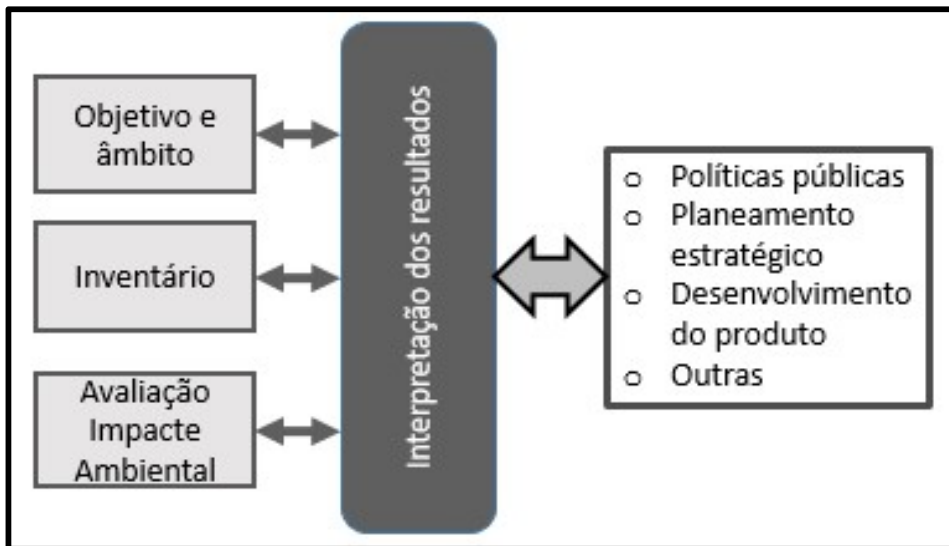 Objetivo e
âmbito
Inventário
Avaliação
Impacte
Ambiental
Interpretação dos resultados
o Políticas públicas
o Planeamento
estratégico
o Desenvolvimento
do produto
o Outras